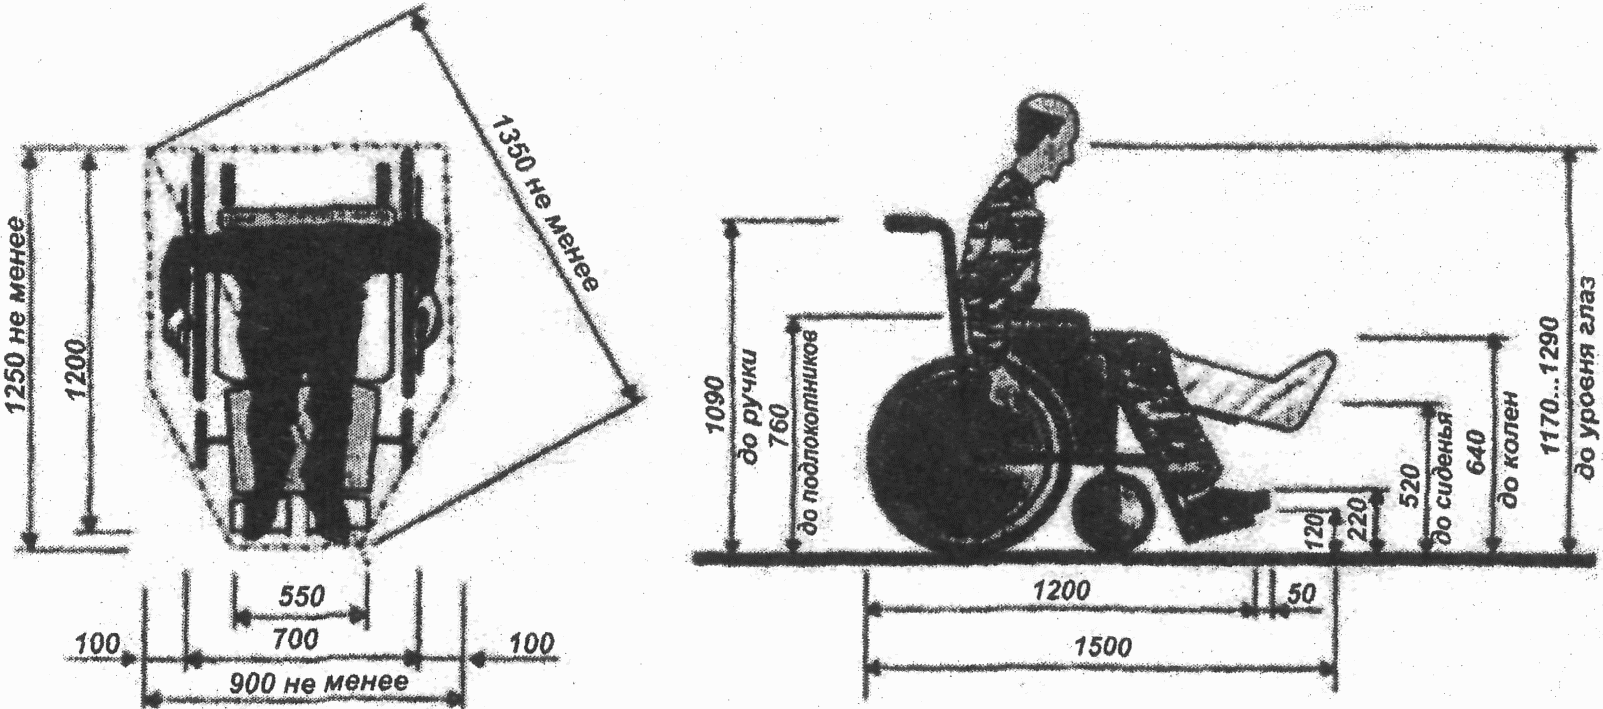 1350 не менее
1250 не менее
1200
550
700
100
100
900 не менее
1090
до ручки
760
до подлокотников
1170...1290
до уровня глаз
640
до колен
520
до сиденья
220
120
1200
50
1500